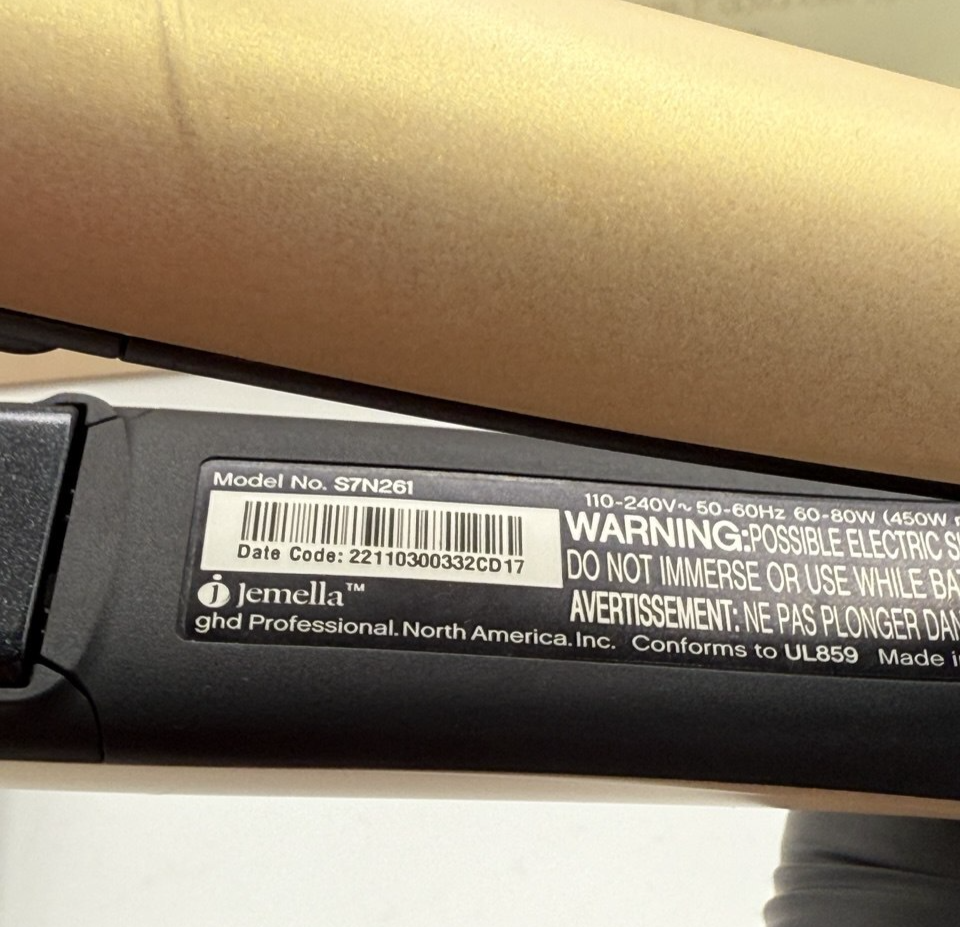 Model No. S7N261
Date Code: 22110300332CD17
Jemella™
ghd Professional. North America. Inc. Conforms to UL859 Made
110-240V~ 50-60Hz 60-80W (450W
WARNING: POSSIBLE ELECTRIC
DO NOT IMMERSE OR USE WHILE
AVERTISSEMENT: NE PAS PLONGER